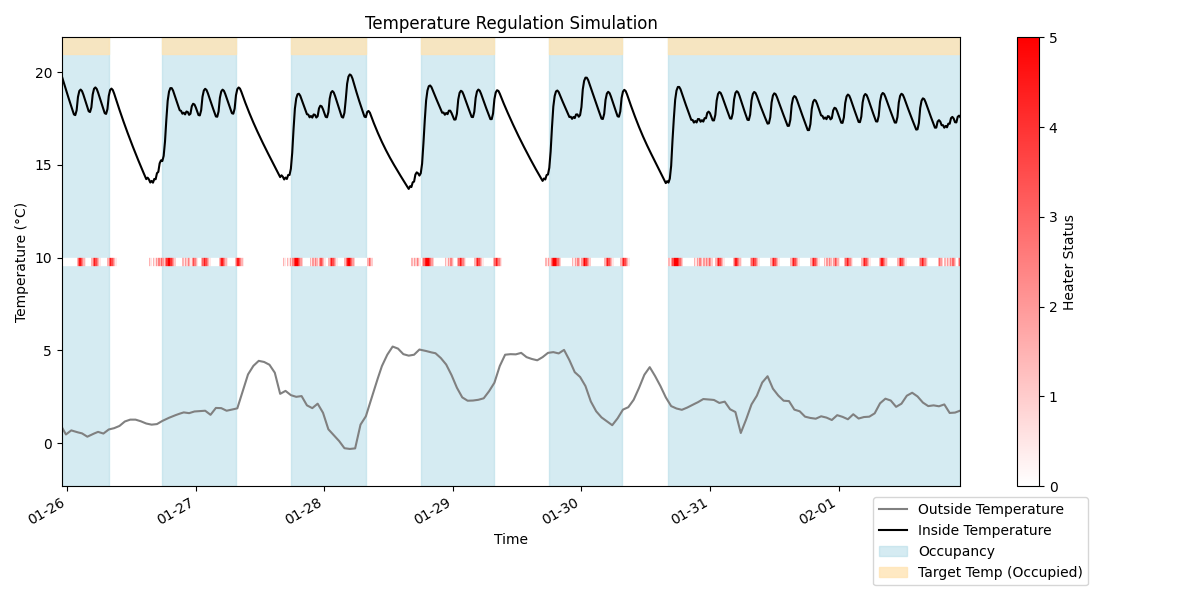 Temperature Regulation Simulation
20
15
10
5
0
Temperature (°C)
01-26
01-27
01-28
01-29
01-30
01-31
02-01
Time
5
4
3
2
1
0
Heater Status
Outside Temperature
Inside Temperature
Occupancy
Target Temp (Occupied)